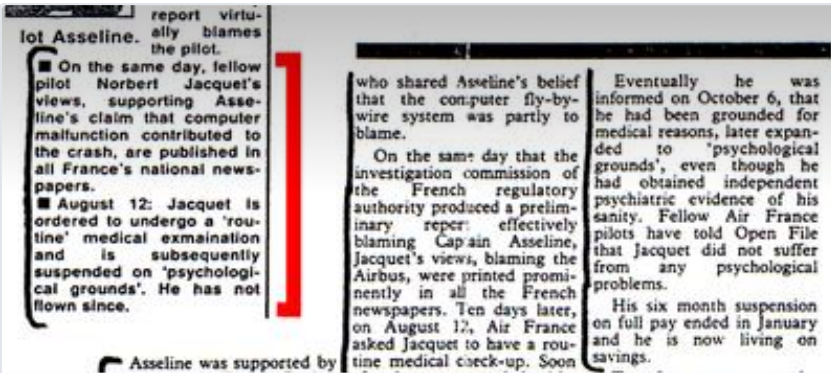 report virtu-
lot Asseline. ally blames
the pilot.
■ On the same day, fellow
pilot Norbert Jacquet's
views, supporting Asse-
line's claim that computer
malfunction contributed to
the crash, are published in
all France's national news-
papers.
■ August 12: Jacquet is
ordered to undergo a 'rou-
tine' medical exmaination
and is subsequently
suspended on 'psychologi-
cal grounds'. He has not
flown since.
Asseline was supported by
who shared Asseline's belief
that the computer fly-by-
wire system was partly to
blame.
On the same day that the
investigation commission of
the French regulatory
authority produced a prelim-
inary report effectively
blaming Captain Asseline,
Jacquet's views, blaming the
Airbus, were printed promi-
nently in all the French
newspapers. Ten days later,
on August 12, Air France
asked Jacquet to have a rou-
tine medical check-up. Soon
Eventually he was
informed on October 6, that
he had been grounded for
medical reasons, later expan-
ded to 'psychological
grounds', even though he
had obtained independent
psychiatric evidence of his
sanity. Fellow Air France
pilots have told Open File
that Jacquet did not suffer
from any psychological
problems.
His six month suspension
on full pay ended in January
and he is now living on
savings.